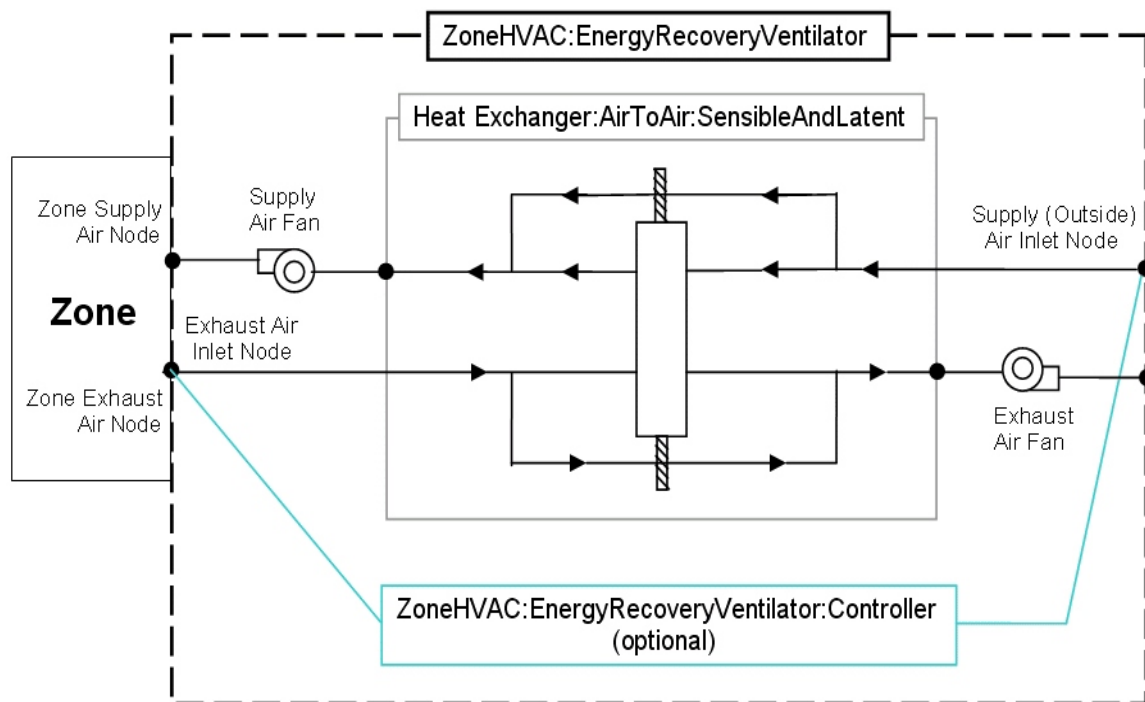 ZoneHVAC:EnergyRecoveryVentilator
Heat Exchanger:AirToAir:SensibleAndLatent
Zone Supply
Air Node
Supply
Air Fan
Supply (Outside)
Air Inlet Node
Zone
Exhaust Air
Inlet Node
Zone Exhaust
Air Node
Exhaust
Air Fan
ZoneHVAC:EnergyRecoveryVentilator:Controller
(optional)